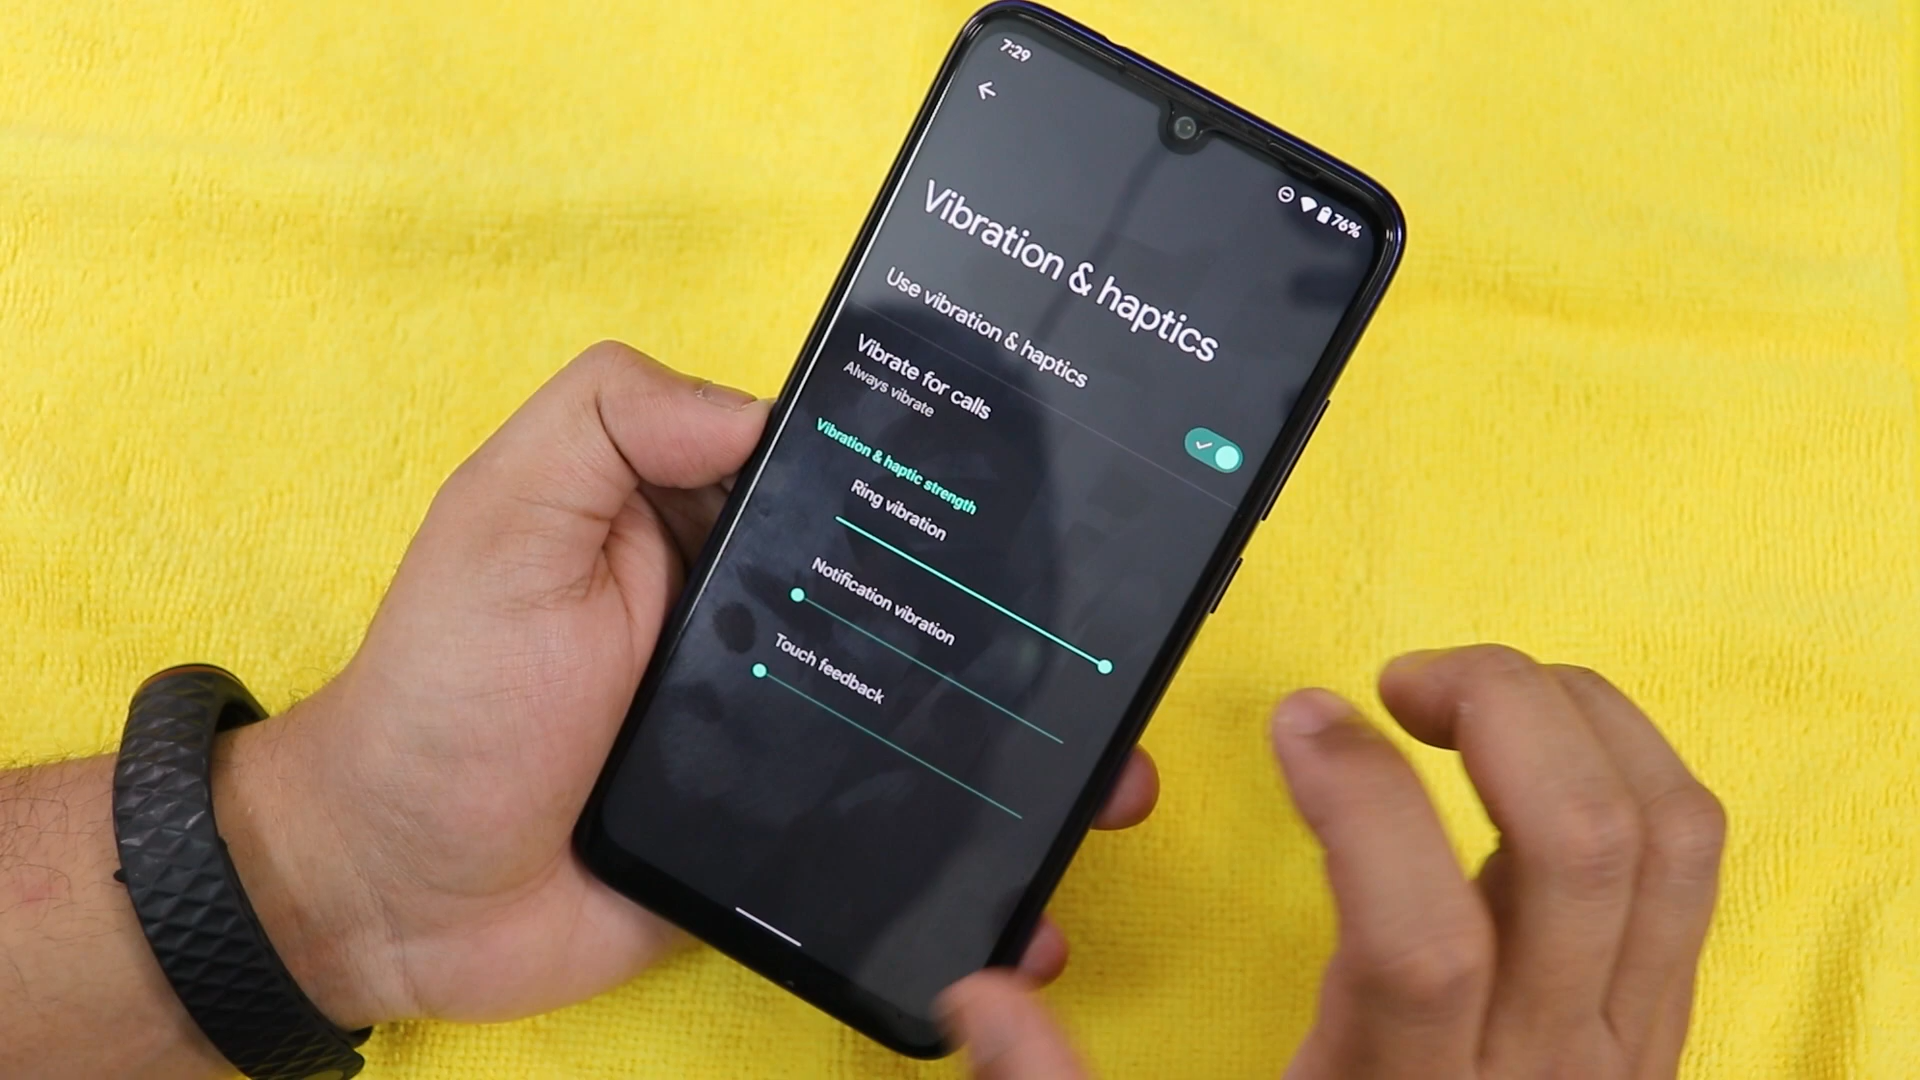 7:29
76%
Vibration & haptics
Use vibration & haptics
Vibrate for calls
Always vibrate
Vibration & haptic strength
Ring vibration
Notification vibration
Touch feedback